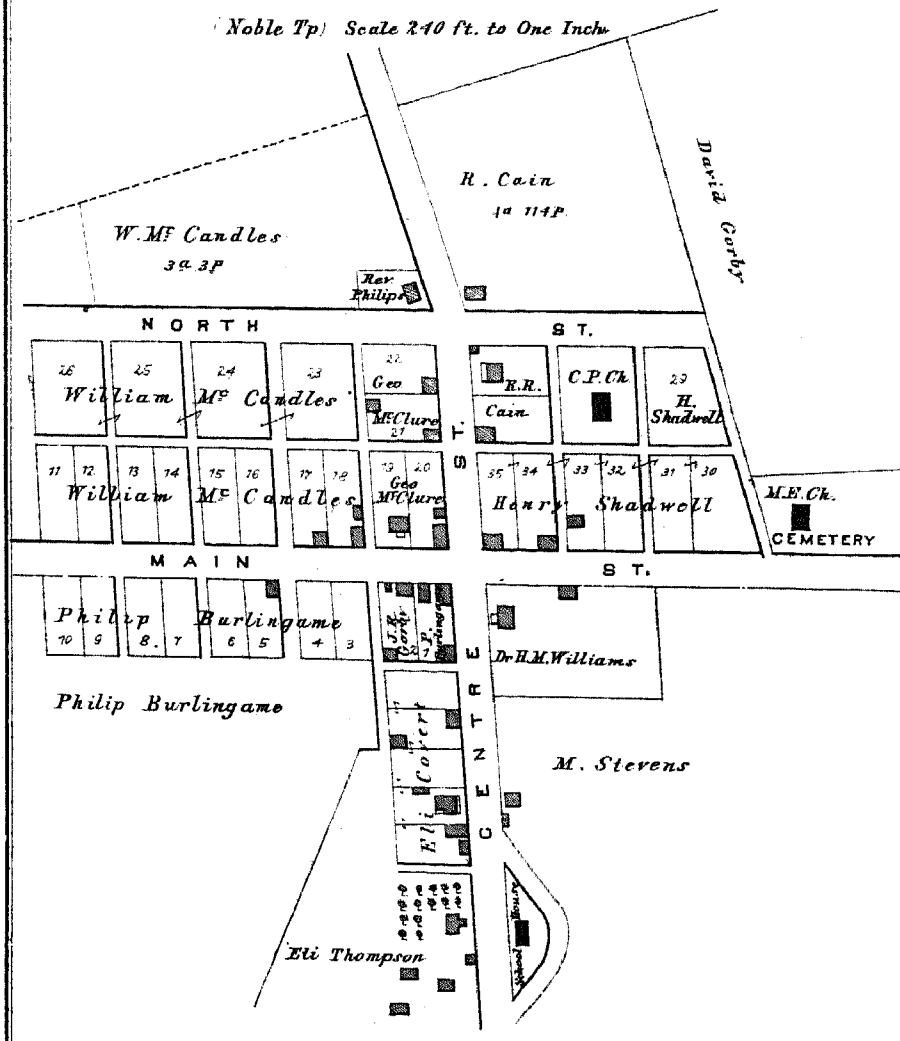 (Noble Tp) Scale 240 ft. to One Inch
David Gorby
R. Cain
1a 114P.
W. Mc Candles
3a 3P
Rev.
Philips
NORTH ST.
26 25 24 23 22 29
William Mc Candles
Geo
McClure
21
R.R.
Cain
C.P.Ch.
H.
Shadwell
11 12 13 14 15 16 17 18 19 20 35 34 33 32 31 30
William Mc Candles
Geo
McClure
Henry Shadwell
M.E.Ch.
CEMETERY
MAIN ST.
Philip Burlingame
10 9 8 7 6 5 4 3 2 1
J.R.
Gorby
P.
Burlingame
Dr H.M. Williams
Philip Burlingame
Eli Covert
CENTRE ST.
M. Stevens
Eli Thompson
School House